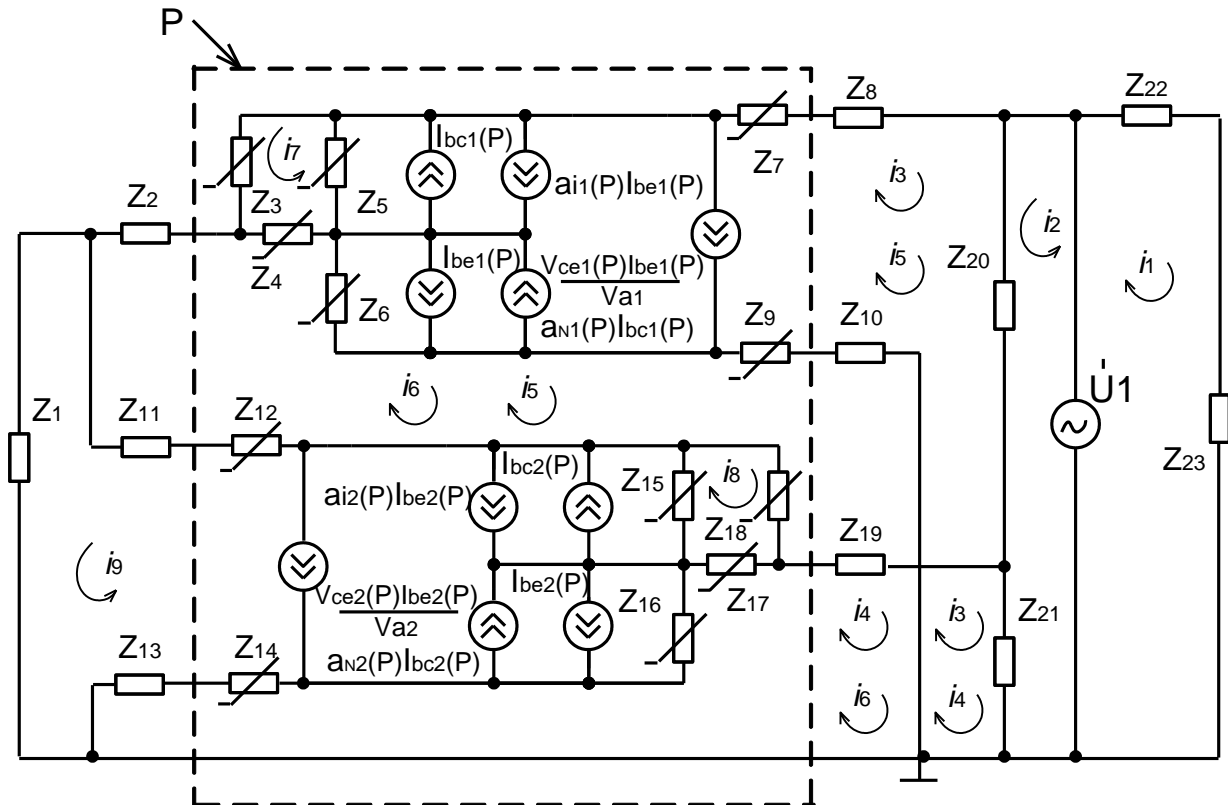 P
Z8
Z22
Ibc1(P)
i7
Z7
ai1(P)Ibe1(P)
i3
Z2
Z3
Z5
i2
Z4
Ibe1(P)
Vce1(P)Ibe1(P)
Va1
i5
Z20
i1
Z6
aN1(P)Ibc1(P)
Z9
Z10
i6
i5
U̇1
Z1
Z11
Z12
Ibc2(P)
Z15
i8
Z23
ai2(P)Ibe2(P)
Z18
Z19
i9
Vce2(P)Ibe2(P)
Va2
Ibe2(P)
Z16
Z17
i4
i3
Z21
Z13
Z14
aN2(P)Ibc2(P)
i6
i4